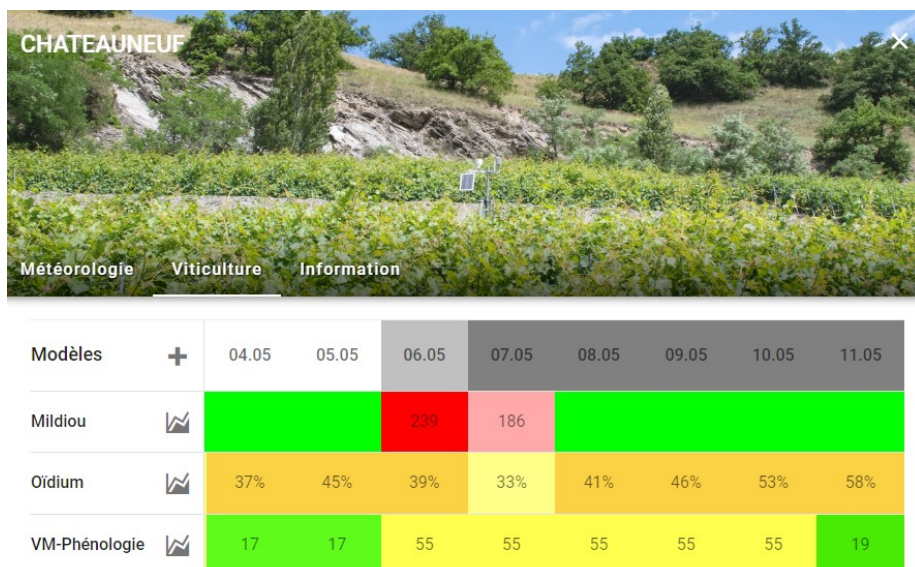 CHATEAUNEUF
Météorologie Viticulture Information
Modèles 04.05 05.05 06.05 07.05 08.05 09.05 10.05 11.05
Mildiou 239 186
Oïdium 37% 45% 39% 33% 41% 46% 53% 58%
VM-Phénologie 17 17 55 55 55 55 55 19